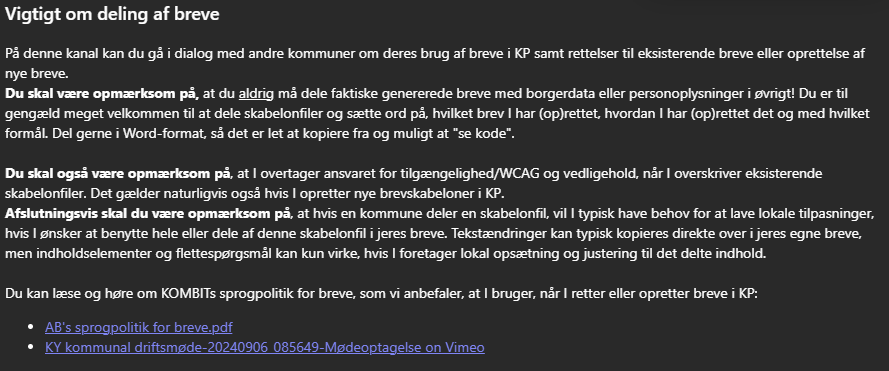 Vigtigt om deling af breve
På denne kanal kan du gå i dialog med andre kommuner om deres brug af breve i KP samt rettelser til eksisterende breve eller oprettelse af
nye breve.
Du skal være opmærksom på, at du aldrig må dele faktiske genererede breve med borgerdata eller personoplysninger i øvrigt! Du er til
gengæld meget velkommen til at dele skabelonfiler og sætte ord på, hvilket brev I har (op)rettet, hvordan I har (op)rettet det og med hvilket
formål. Del gerne i Word-format, så det er let at kopiere fra og muligt at "se kode".
Du skal også være opmærksom på, at I overtager ansvaret for tilgængelighed/WCAG og vedligehold, når I overskriver eksisterende
skabelonfiler. Det gælder naturligvis også hvis I opretter nye brevskabeloner i KP.
Afslutningsvis skal du være opmærksom på, at hvis en kommune deler en skabelonfil, vil I typisk have behov for at lave lokale tilpasninger,
hvis I ønsker at benytte hele eller dele af denne skabelonfil i jeres breve. Tekstændringer kan typisk kopieres direkte over i jeres egne breve,
men indholdselementer og flettespørgsmål kan kun virke, hvis I foretager lokal opsætning og justering til det delte indhold.
Du kan læse og høre om KOMBITs sprogpolitik for breve, som vi anbefaler, at I bruger, når I retter eller opretter breve i KP:
• AB's sprogpolitik for breve.pdf
• KY kommunal driftsmøde-20240906_085649-Mødeoptagelse on Vimeo